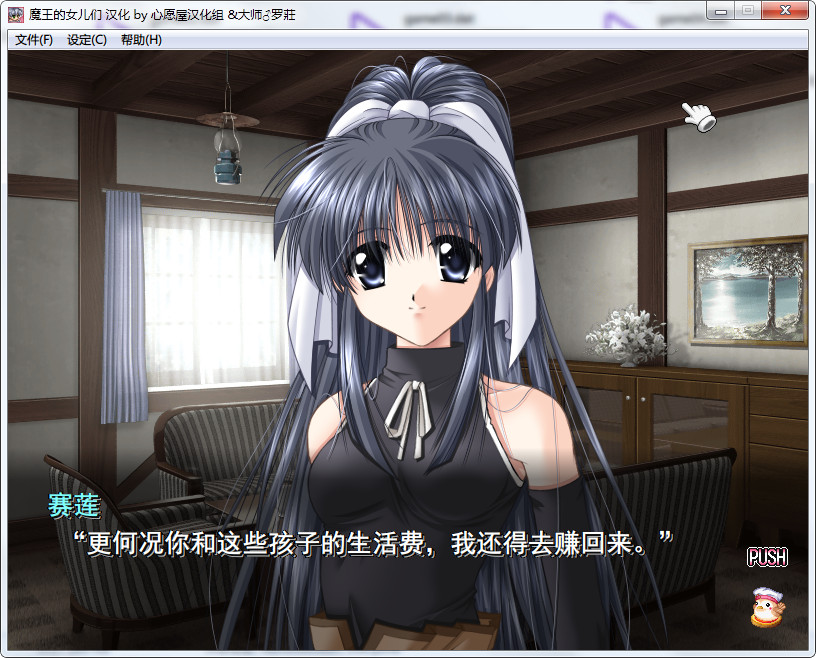 魔王的女儿们 汉化 by 心愿屋汉化组 &大师♂罗莊
文件(F) 设定(C) 帮助(H)
赛莲
“更何况你和这些孩子的生活费，我还得去赚回来。”
PUSH